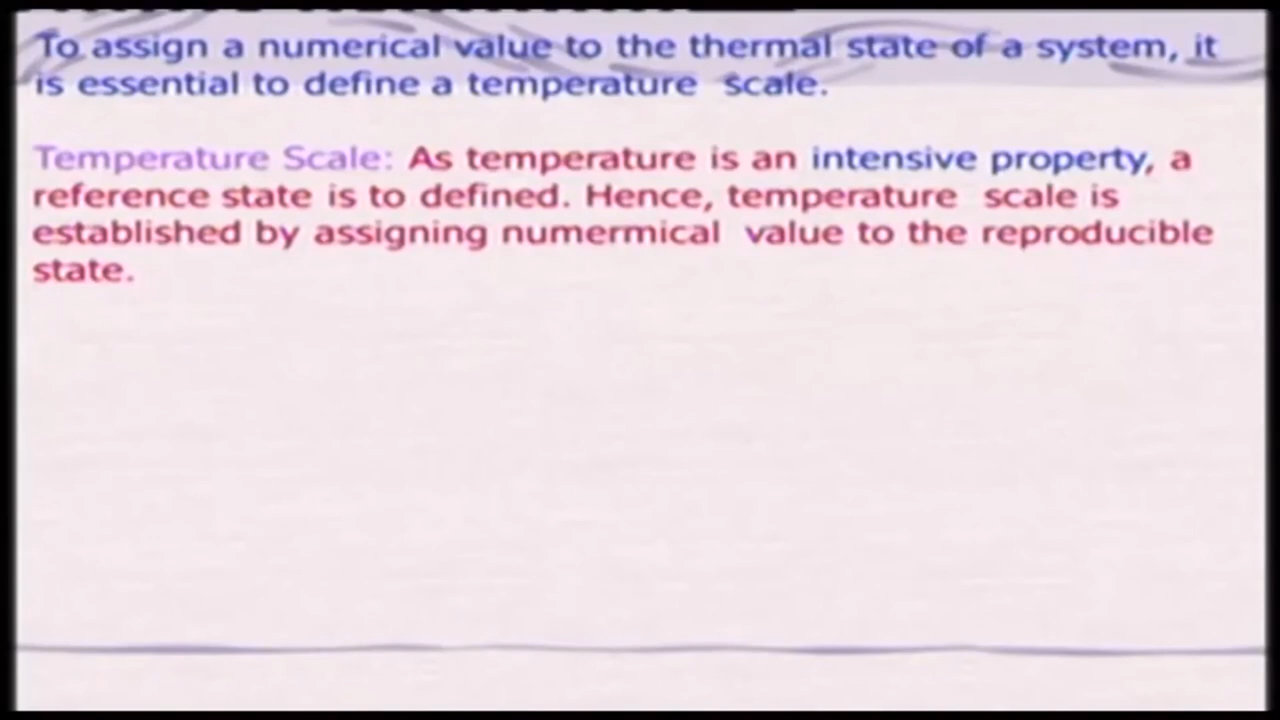 To assign a numerical value to the thermal state of a system, it
is essential to define a temperature scale.
Temperature Scale: As temperature is an intensive property, a
reference state is to defined. Hence, temperature scale is
established by assigning numermical value to the reproducible
state.